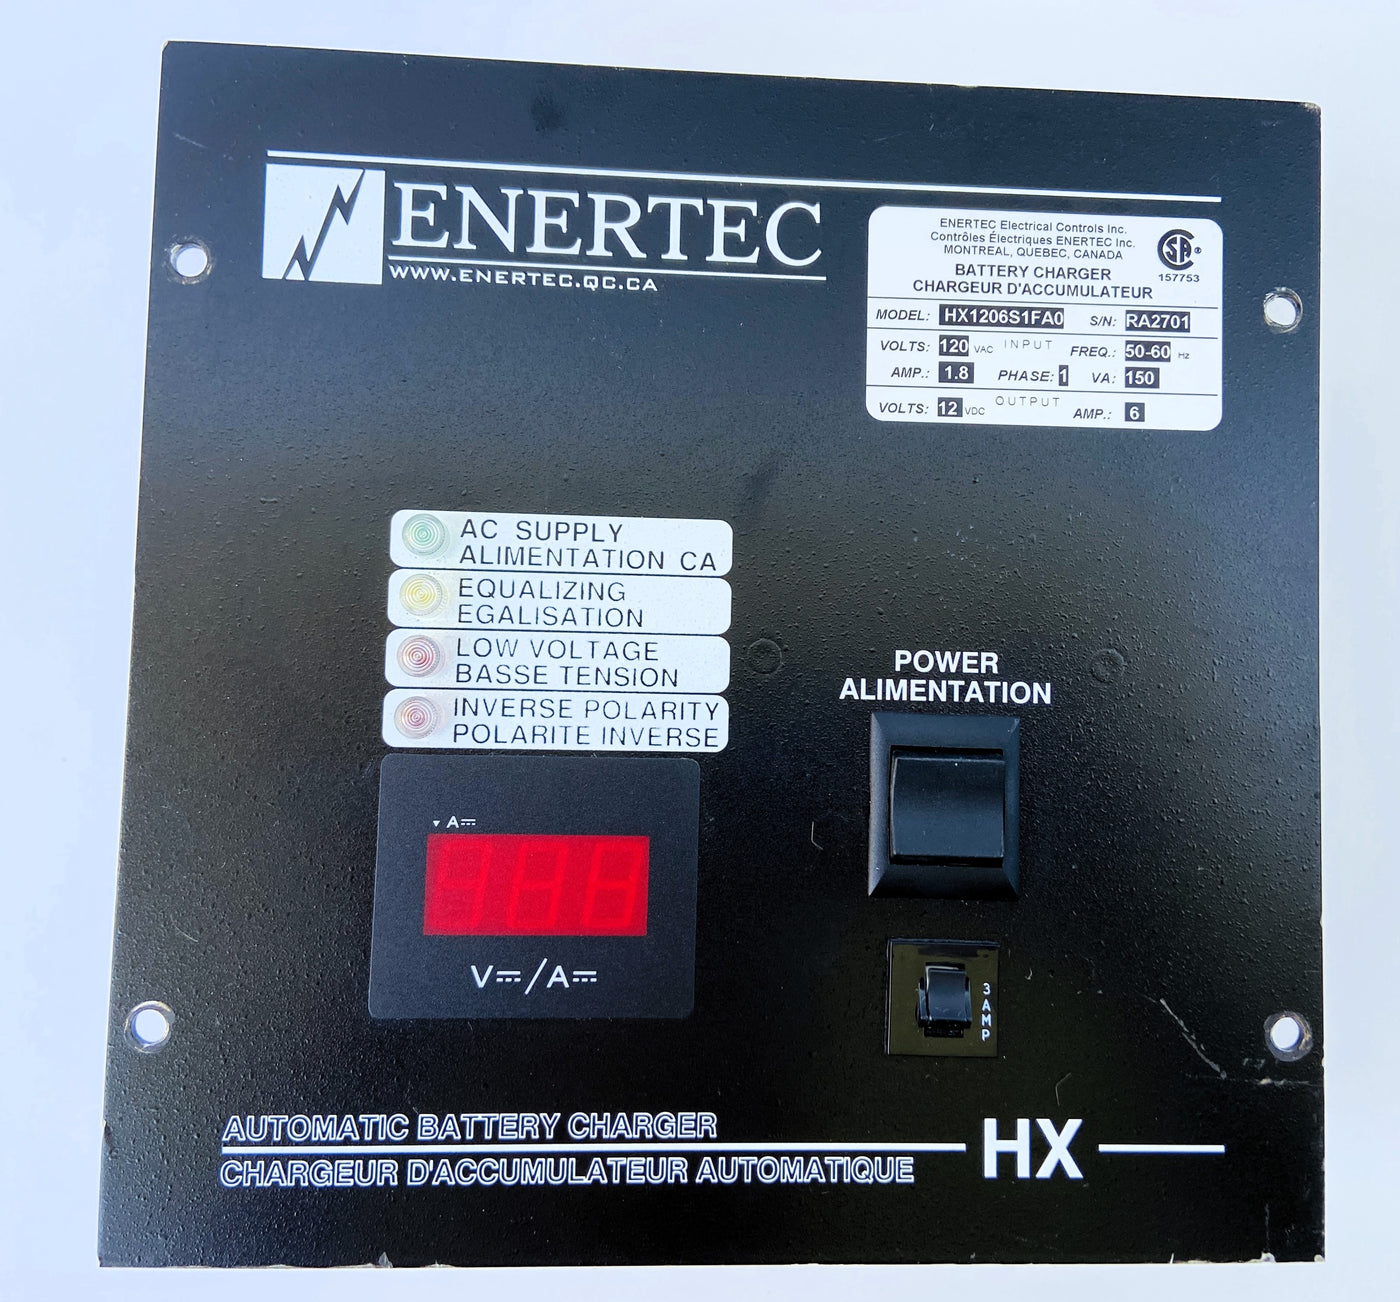 ENERTEC
WWW.ENERTEC.QC.CA
ENERTEC Electrical Controls Inc.
Contrôles Électriques ENERTEC Inc.
MONTREAL, QUEBEC, CANADA
BATTERY CHARGER
CHARGEUR D'ACCUMULATEUR
SA®
157753
MODEL: HX1206S1FA0 S/N: RA2701
VOLTS: 120 VAC INPUT FREQ.: 50-60 Hz
AMP.: 1.8 PHASE: 1 VA: 150
VOLTS: 12 VDC OUTPUT AMP.: 6
AC SUPPLY
ALIMENTATION CA
EQUALIZING
EGALISATION
LOW VOLTAGE
BASSE TENSION
INVERSE POLARITY
POLARITE INVERSE
POWER
ALIMENTATION
A
V/A
3 AMP
AUTOMATIC BATTERY CHARGER
CHARGEUR D'ACCUMULATEUR AUTOMATIQUE
HX